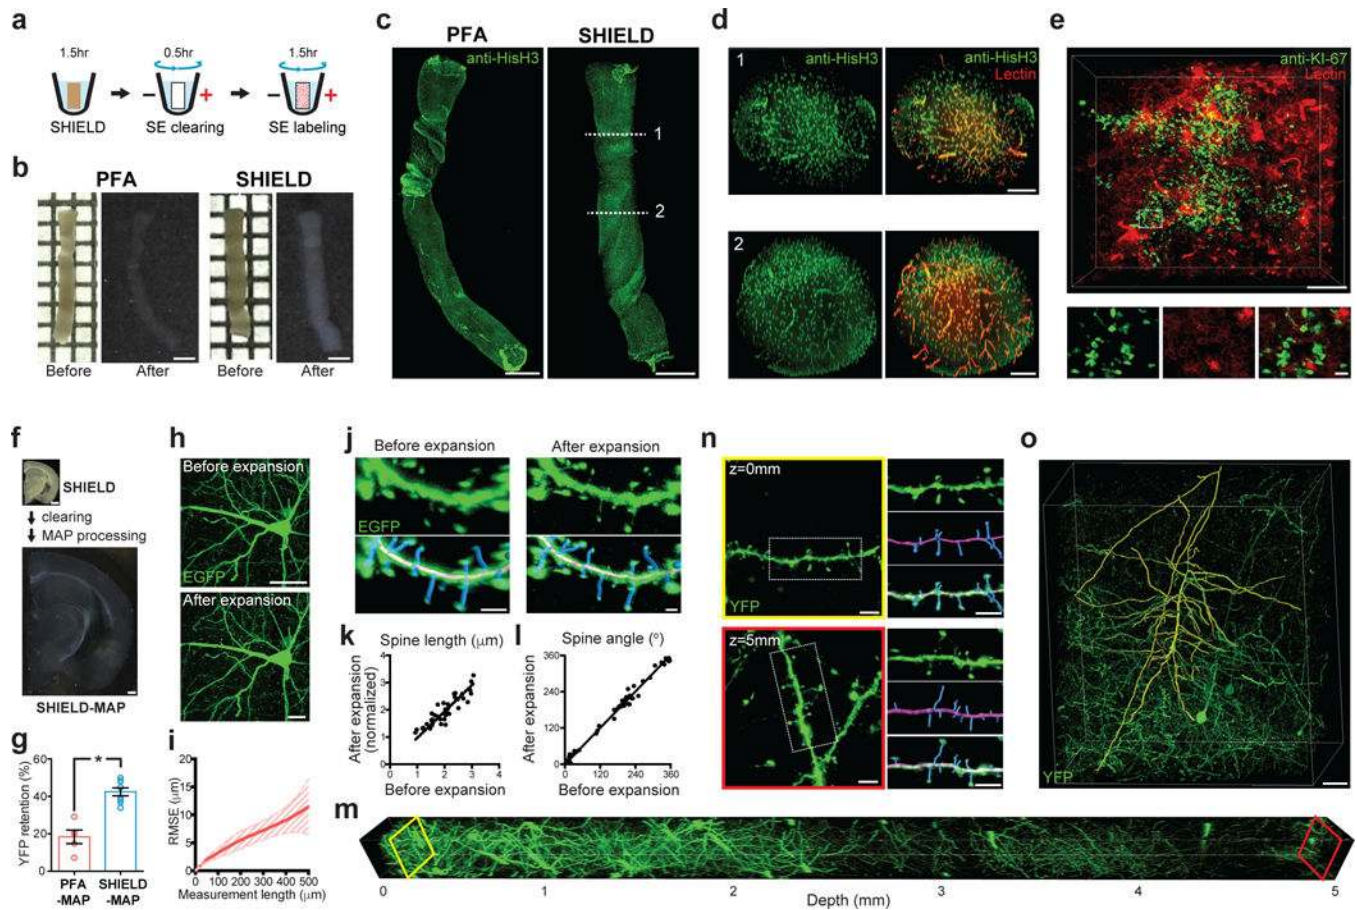 a
1.5hr
0.5hr
1.5hr
−
+
−
+
SHIELD
SE clearing
SE labeling
b
PFA
SHIELD
Before
After
Before
After
c
PFA
SHIELD
anti-HisH3
1
2
d
1
anti-HisH3
anti-HisH3
Lectin
2
e
anti-KI-67
Lectin
f
SHIELD
clearing
MAP processing
SHIELD-MAP
g
YFP retention (%)
60
40
20
0
*
PFA
-MAP
SHIELD
-MAP
h
Before expansion
EGFP
After expansion
i
RMSE (μm)
20
15
10
5
0
0 100 200 300 400 500
Measurement length (μm)
j
Before expansion
After expansion
EGFP
k
Spine length (μm)
After expansion
(normalized)
4
3
2
1
0
0 1 2 3 4
Before expansion
l
Spine angle (º)
After expansion
360
240
120
0
0 120 240 360
Before expansion
n
z=0mm
YFP
z=5mm
o
YFP
m
0 1 2 3 4 5
Depth (mm)